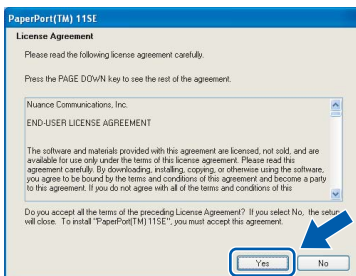 PaperPort(TM) 11SE
License Agreement
Please read the following license agreement carefully.
Press the PAGE DOWN key to see the rest of the agreement.
Nuance Communications, Inc.
END-USER LICENSE AGREEMENT
The software and materials provided with this agreement are licensed, not sold, and are
available for use only under the terms of this license agreement. Please read this
agreement carefully. By downloading, installing, copying, or otherwise using the software,
you agree to be bound by the terms and conditions of this agreement and become a party
to this agreement. If you do not agree with all of the terms and conditions of this
Do you accept all the terms of the preceding License Agreement? If you select No, the setup
will close. To install "PaperPort(TM) 11SE", you must accept this agreement.
Yes
No